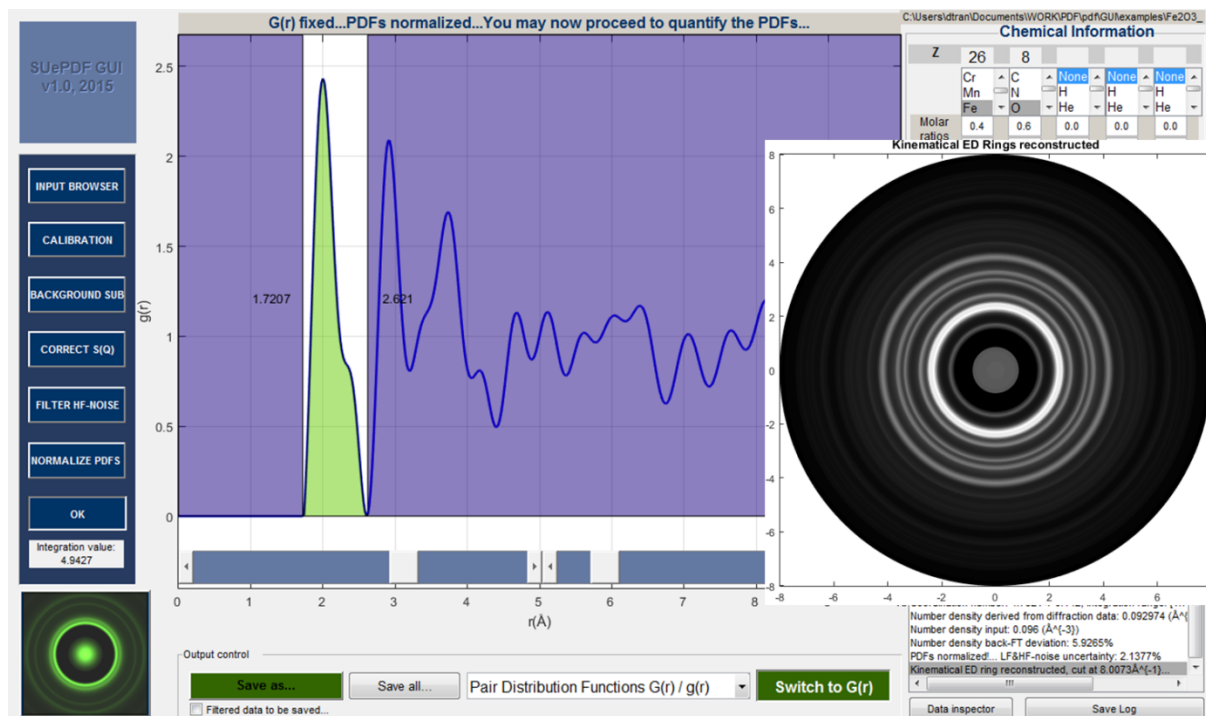 G(r) fixed...PDFs normalized...You may now proceed to quantify the PDFs...
C:\Users\dtran\Documents\WORK\PDF\pdf\GUI\examples\Fe2O3_
SUePDF GUI
v1.0, 2015
INPUT BROWSER
CALIBRATION
BACKGROUND SUB
CORRECT S(Q)
FILTER HF-NOISE
NORMALIZE PDFS
OK
Integration value:
4.9427
g(r)
2.5
2
1.5
1
0.5
0
1.7207
2.621
0 1 2 3 4 5 6 7 8
r(Å)
Chemical Information
Z 26 8
Cr C None None None
Mn N H H H
Fe O He He He
Molar ratios 0.4 0.6 0.0 0.0 0.0
Kinematical ED Rings reconstructed
8
6
4
2
0
-2
-4
-6
-8
-8 -6 -4 -2 0 2 4 6
Number density derived from diffraction data: 0.092974 (Å^{
Number density input: 0.096 (Å^{-3})
Number density back-FT deviation: 5.9265%
PDFs normalized!... LF&HF-noise uncertainty: 2.1377%
Kinematical ED ring reconstructed, cut at 8.0073Å^{-1}...
Output control
Save as...
Save all...
Pair Distribution Functions G(r) / g(r)
Switch to G(r)
Filtered data to be saved...
Data inspector
Save Log